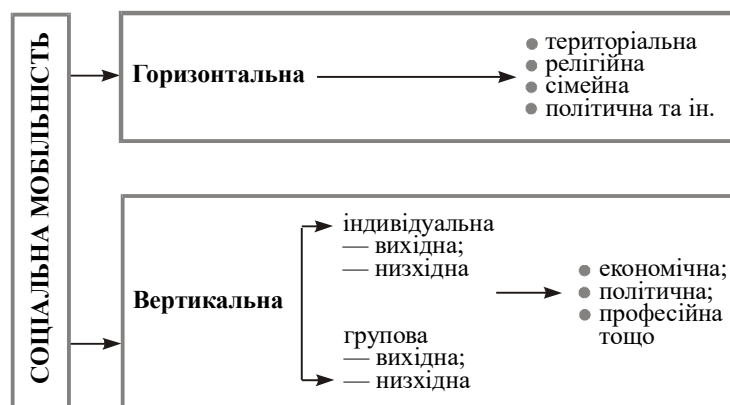 СОЦІАЛЬНА МОБІЛЬНІСТЬ
Горизонтальна
територіальна
релігійна
сімейна
політична та ін.
Вертикальна
індивідуальна
— вихідна;
— низхідна
групова
— вихідна;
— низхідна
економічна;
політична;
професійна
тощо